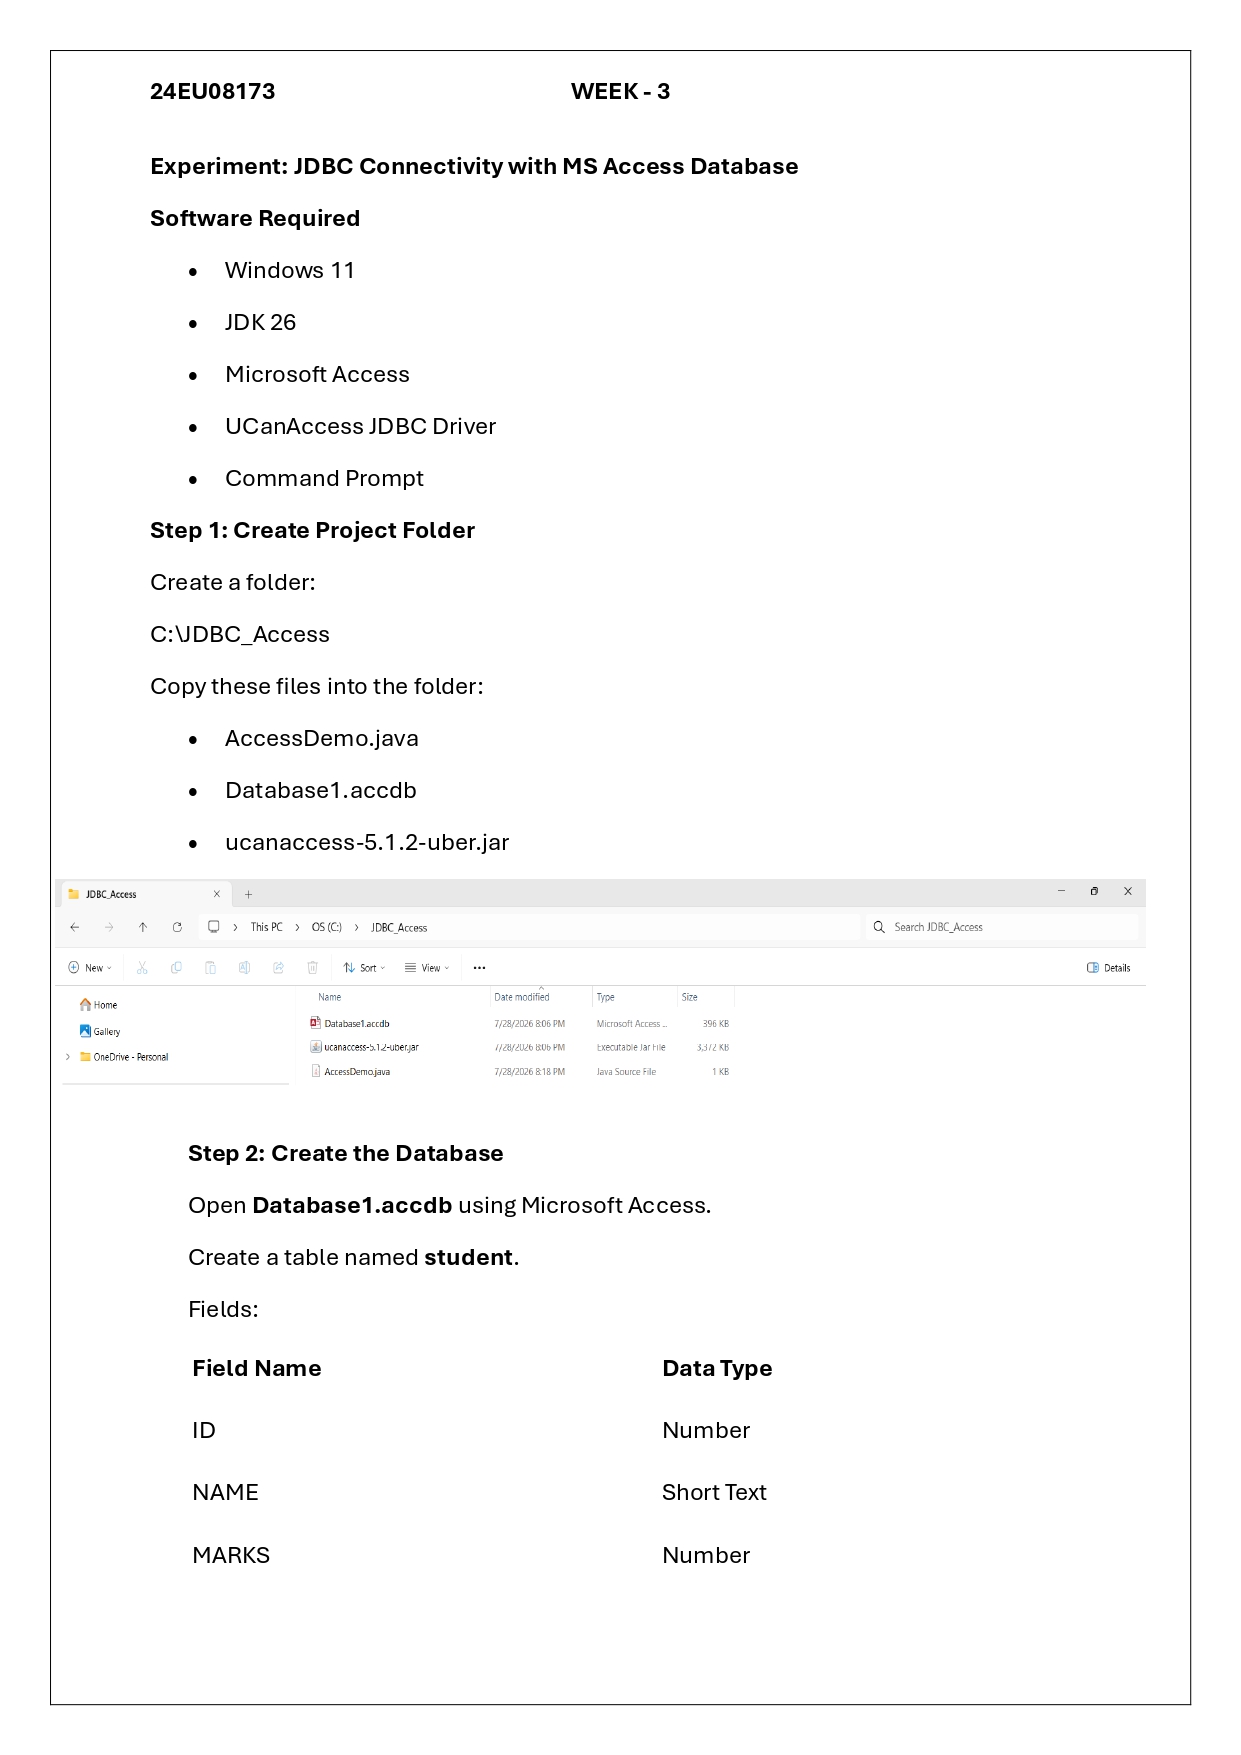 24EU08173 WEEK - 3
Experiment: JDBC Connectivity with MS Access Database
Software Required
• Windows 11
• JDK 26
• Microsoft Access
• UCanAccess JDBC Driver
• Command Prompt
Step 1: Create Project Folder
Create a folder:
C:\JDBC_Access
Copy these files into the folder:
• AccessDemo.java
• Database1.accdb
• ucanaccess-5.1.2-uber.jar
JDBC_Access
This PC > OS (C:) > JDBC_Access Search JDBC_Access
New Sort View ... Details
Name Date modified Type Size
Home
Gallery
OneDrive - Personal
Database1.accdb 7/28/2026 8:06 PM Microsoft Access ... 396 KB
ucanaccess-5.1.2-uber.jar 7/28/2026 8:06 PM Executable Jar File 3,372 KB
AccessDemo.java 7/28/2026 8:18 PM Java Source File 1 KB
Step 2: Create the Database
Open Database1.accdb using Microsoft Access.
Create a table named student.
Fields:
Field Name Data Type
ID Number
NAME Short Text
MARKS Number